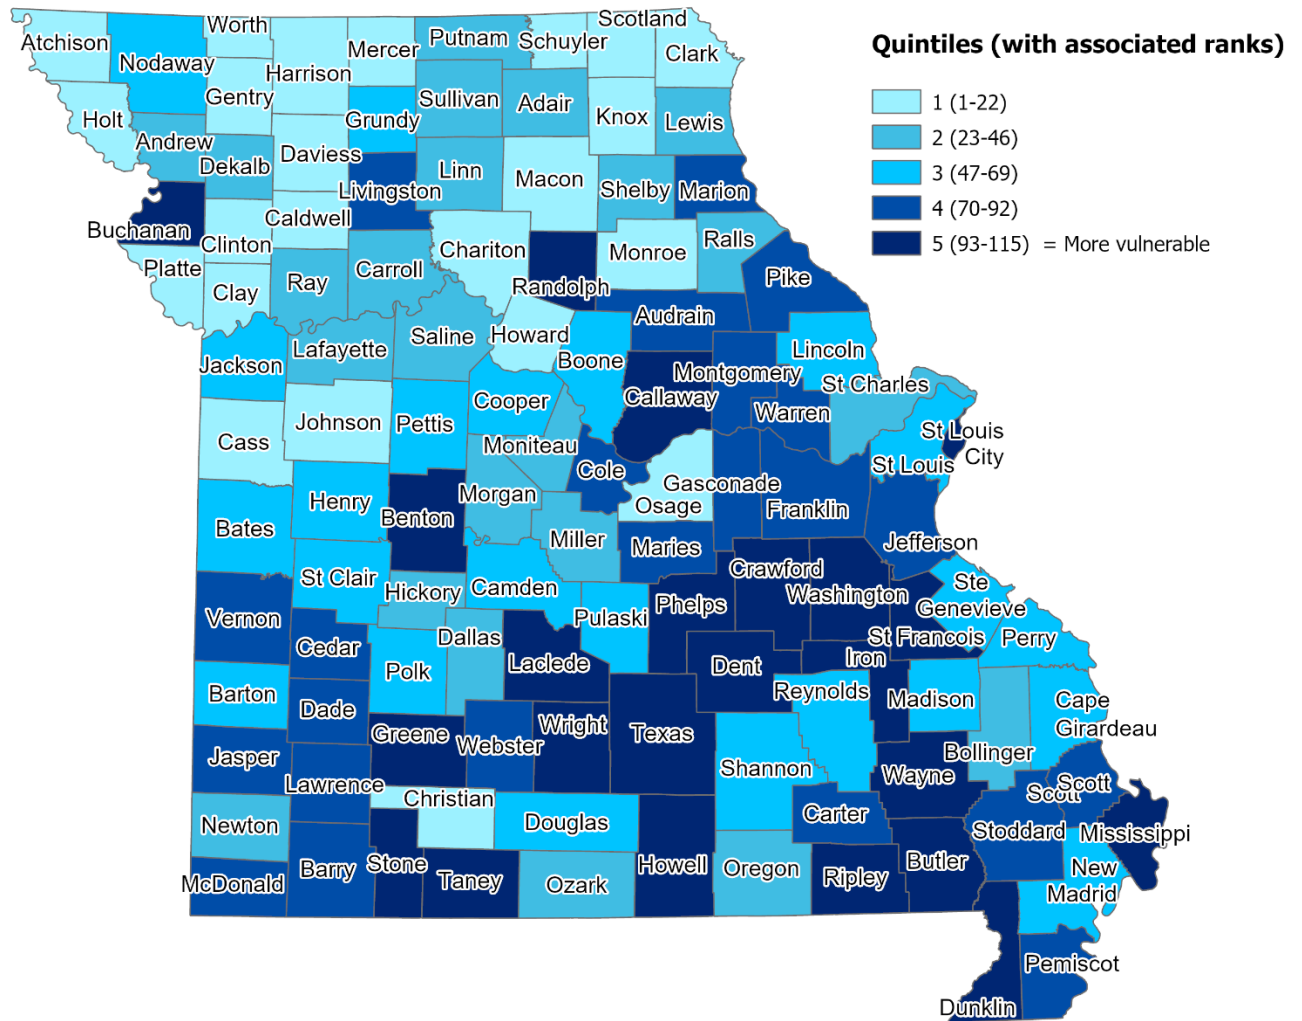 Quintiles (with associated ranks)
1 (1-22)
2 (23-46)
3 (47-69)
4 (70-92)
5 (93-115) = More vulnerable
Atchison
Nodaway
Worth
Harrison
Mercer
Putnam
Schuyler
Scotland
Clark
Holt
Gentry
Grundy
Sullivan
Adair
Knox
Lewis
Andrew
Dekalb
Daviess
Livingston
Linn
Macon
Shelby
Marion
Buchanan
Clinton
Caldwell
Chariton
Randolph
Monroe
Ralls
Pike
Platte
Clay
Ray
Carroll
Audrain
Jackson
Lafayette
Saline
Howard
Boone
Callaway
Montgomery
Lincoln
St Charles
Warren
Cass
Johnson
Pettis
Cooper
Moniteau
Cole
Osage
Gasconade
Franklin
St Louis
City
St Louis
Bates
Henry
Benton
Morgan
Miller
Maries
Jefferson
St Clair
Hickory
Camden
Pulaski
Phelps
Crawford
Washington
Ste
Genevieve
St Francois
Perry
Vernon
Cedar
Polk
Dallas
Laclede
Dent
Iron
Barton
Dade
Greene
Webster
Wright
Texas
Reynolds
Madison
Bollinger
Cape
Girardeau
Jasper
Lawrence
Christian
Douglas
Shannon
Wayne
Carter
Scott
Scott
Stoddard
Mississippi
Newton
McDonald
Barry
Stone
Taney
Ozark
Howell
Oregon
Ripley
Butler
New
Madrid
Pemiscot
Dunklin